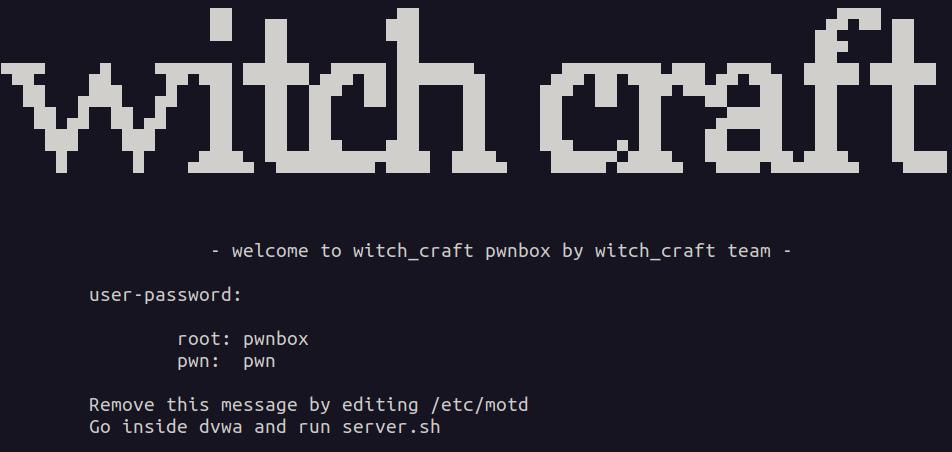 witch craft
- welcome to witch_craft pwnbox by witch_craft team -
user-password:
root: pwnbox
pwn: pwn
Remove this message by editing /etc/motd
Go inside dvwa and run server.sh